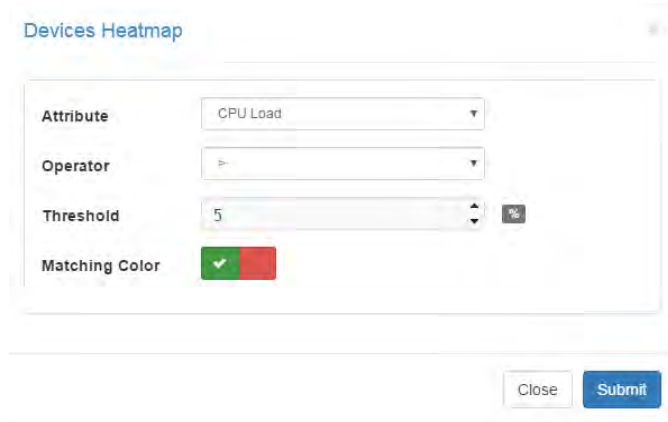 Devices Heatmap
Attribute CPU Load
Operator >
Threshold 5 %
Matching Color
Close Submit